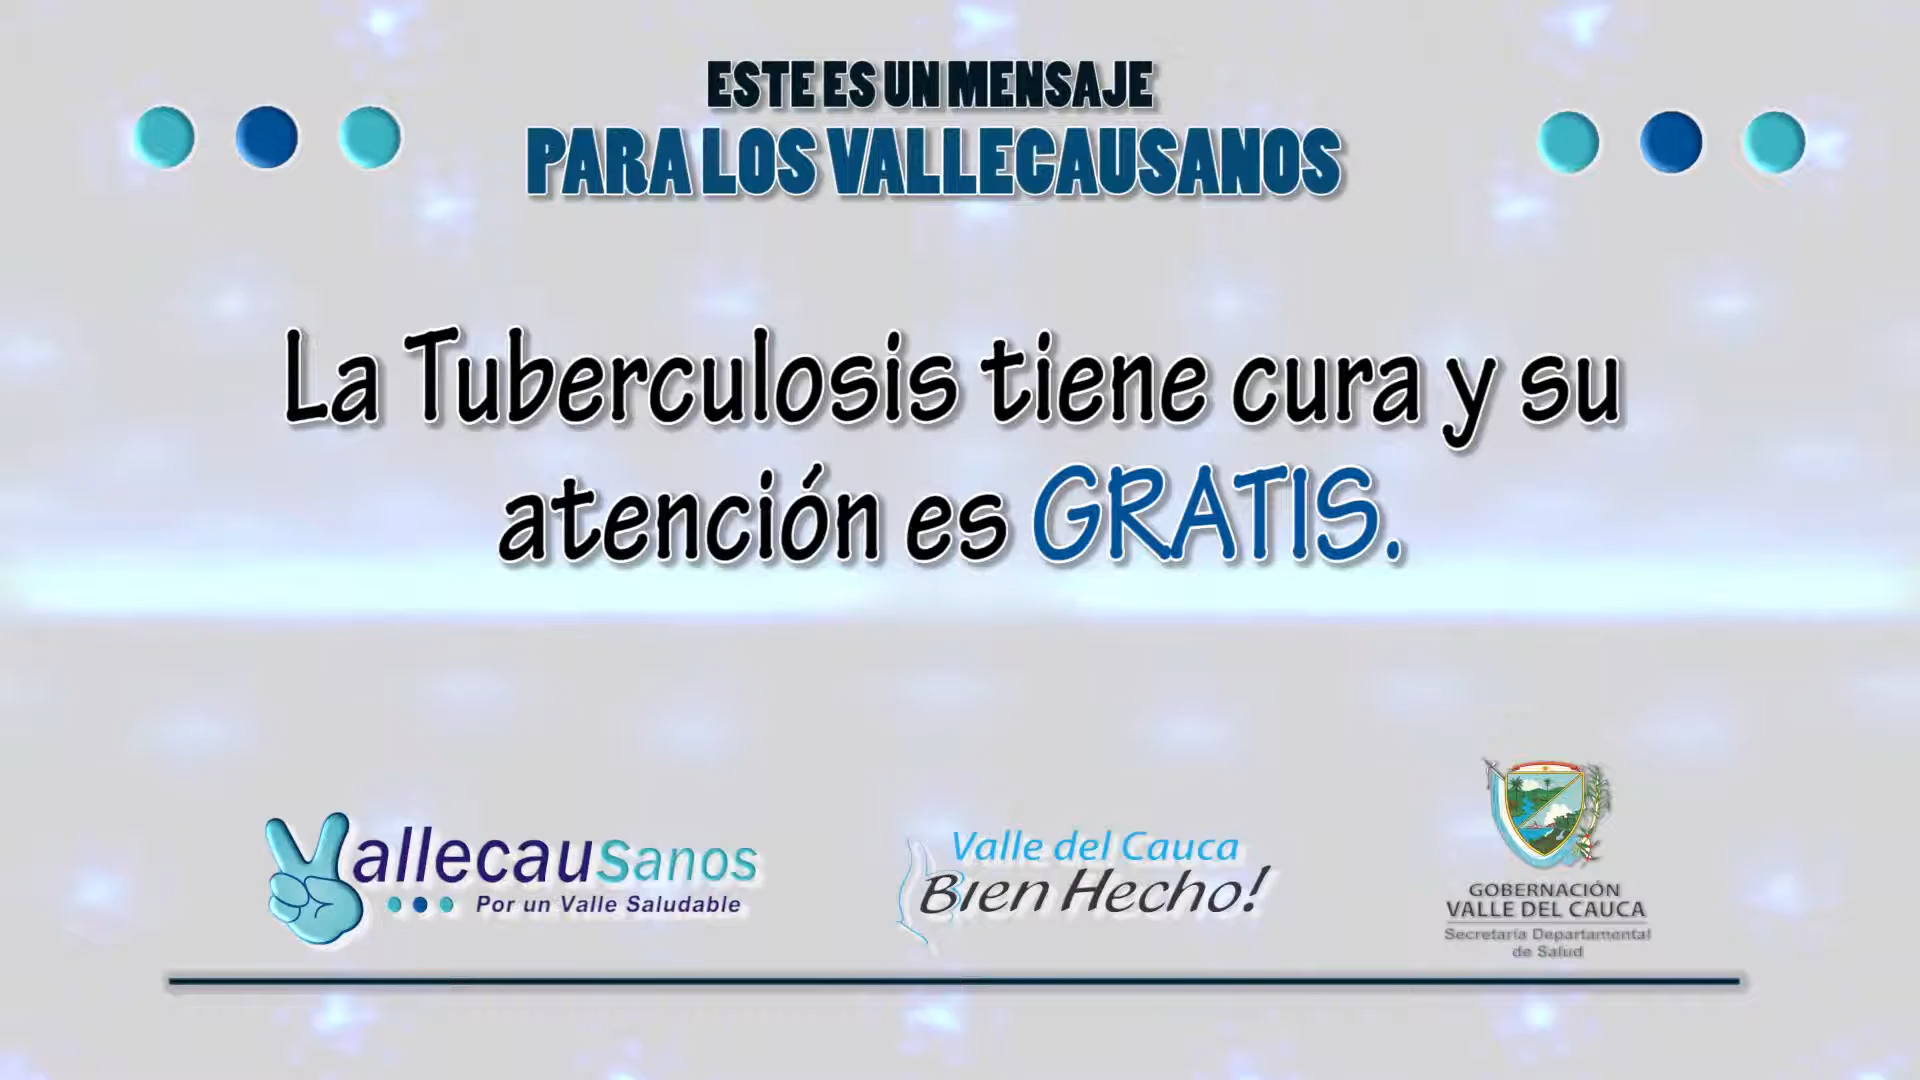 ESTE ES UN MENSAJE
PARA LOS VALLECAUSANOS
La Tuberculosis tiene cura y su
atención es GRATIS.
Vallecausanos
Por un Valle Saludable
Valle del Cauca
Bien Hecho!
GOBERNACIÓN
VALLE DEL CAUCA
Secretaría Departamental
de Salud